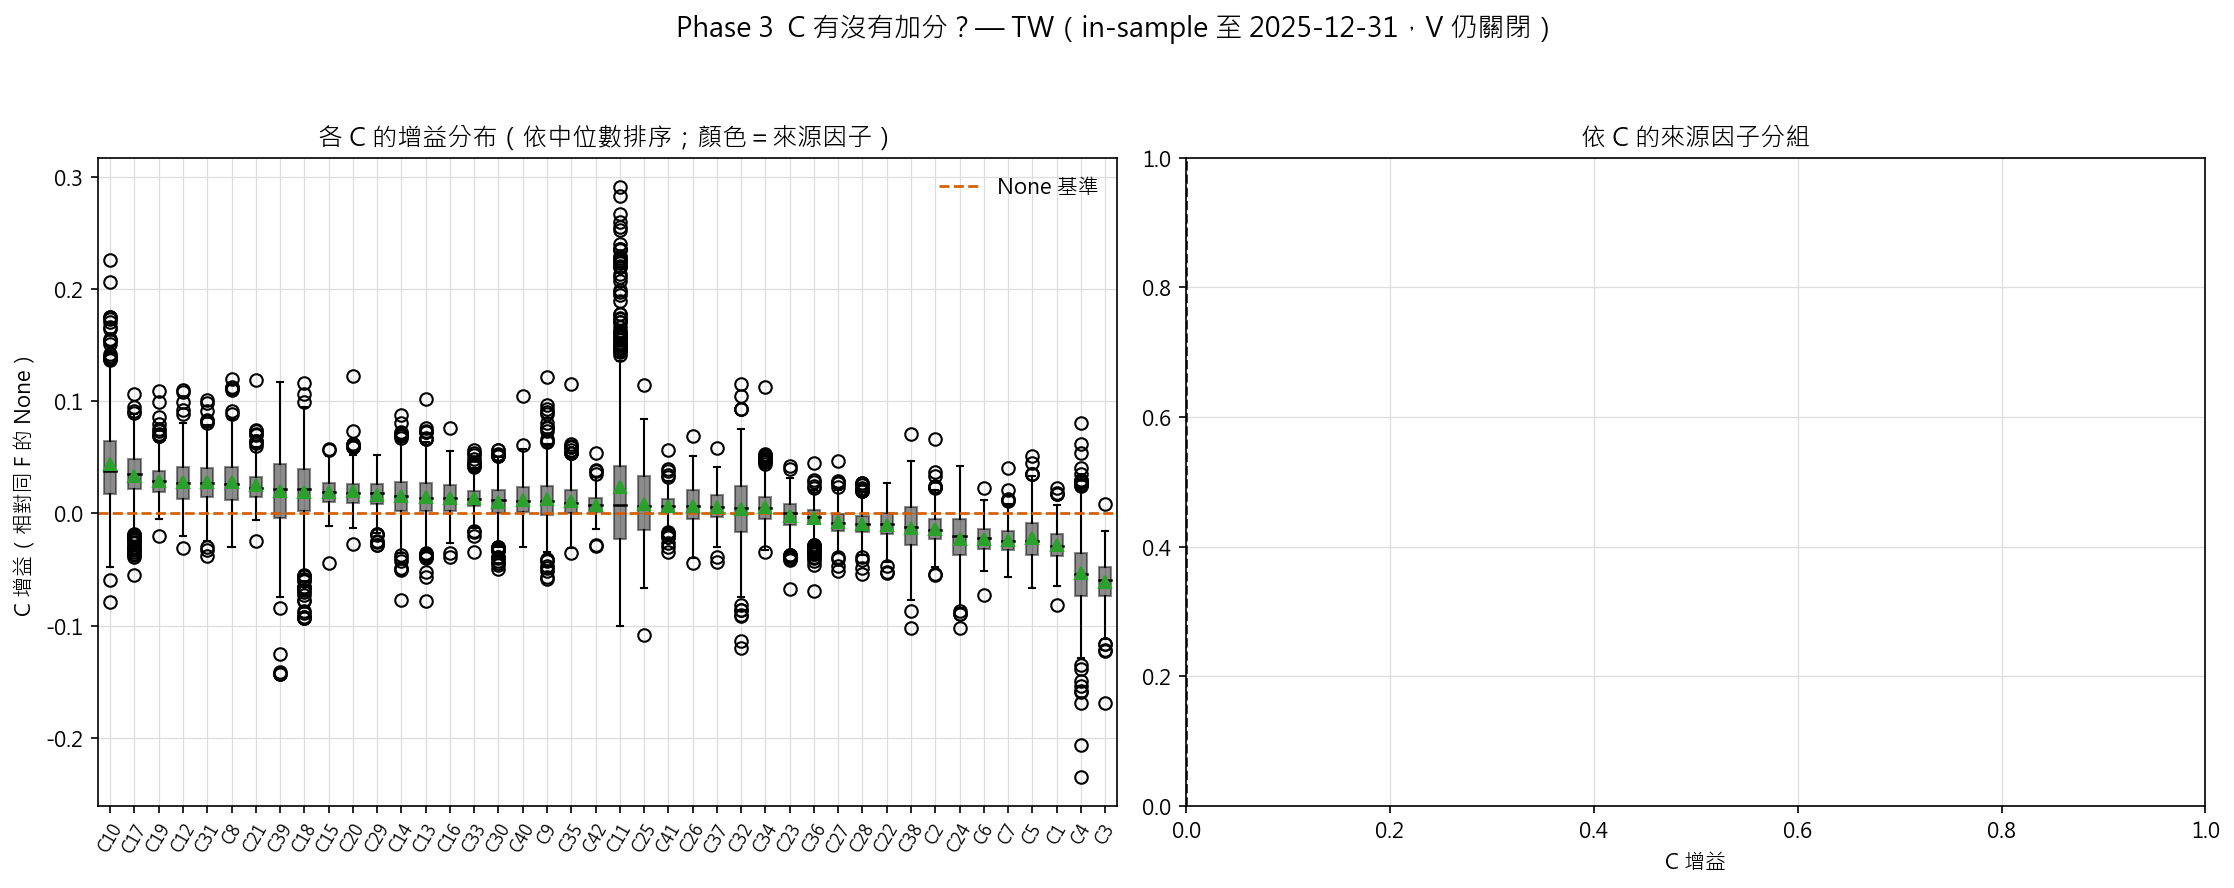 Phase 3  C 有沒有加分？— TW（in-sample 至 2025-12-31，V 仍關閉）
各 C 的增益分布（依中位數排序；顏色＝來源因子）
C 增益（相對同 F 的 None）
0.3
0.2
0.1
0.0
-0.1
-0.2
None 基準
C10
C17
C19
C12
C31
C8
C21
C39
C18
C15
C20
C29
C14
C13
C16
C33
C30
C40
C9
C35
C42
C11
C25
C41
C26
C37
C32
C34
C23
C36
C27
C28
C22
C38
C2
C24
C6
C7
C5
C1
C4
C3
依 C 的來源因子分組
1.0
0.8
0.6
0.4
0.2
0.0
0.0 0.2 0.4 0.6 0.8 1.0
C 增益